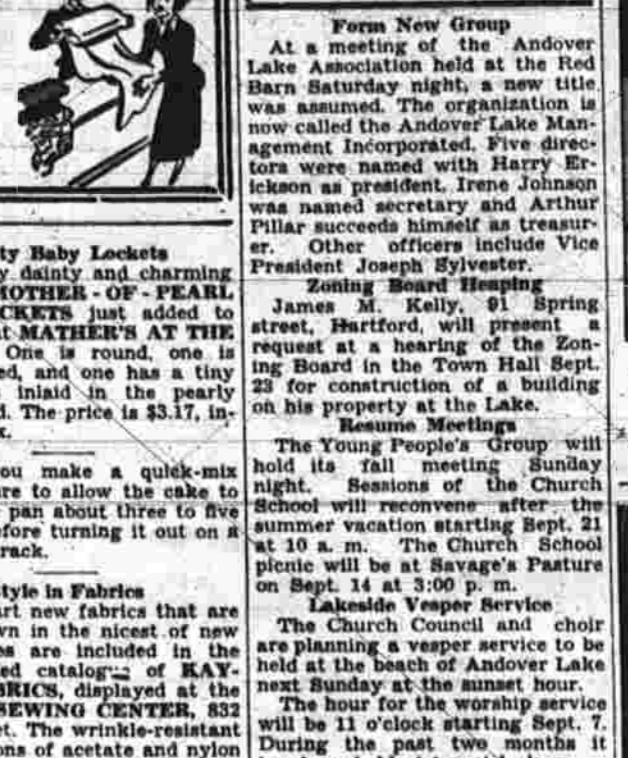 ty Baby Lockets
y dainty and charming
MOTHER - OF - PEARL
CKETS just added to
at MATHER'S AT THE
One is round, one is
ed, and one has a tiny
inlaid in the pearly
d. The price is $3.17, in-
x.
ou make a quick-mix
ure to allow the cake to
pan about three to five
efore turning it out on a
rack.
tyle in Fabrics
art new fabrics that are
wn in the nicest of new
es are included in the
ed catalog of KAY-
BRICS, displayed at the
SEWING CENTER, 832
et. The wrinkle-resistant
ons of acetate and nylon
Form New Group
At a meeting of the Andover
Lake Association held at the Red
Barn Saturday night, a new title
was assumed. The organization is
now called the Andover Lake Man-
agement Incorporated. Five direc-
tors were named with Harry Er-
ickson as president. Irene Johnson
was named secretary and Arthur
Pillar succeeds himself as treasur-
er. Other officers include Vice
President Joseph Sylvester.
Zoning Board Heaping
James M. Kelly, 91 Spring
street, Hartford, will present a
request at a hearing of the Zon-
ing Board in the Town Hall Sept.
23 for construction of a building
on his property at the Lake.
Resume Meetings
The Young People's Group will
hold its fall meeting Sunday
night. Sessions of the Church
School will reconvene after the
summer vacation starting Sept. 21
at 10 a. m. The Church School
picnic will be at Savage's Pasture
on Sept. 14 at 3:00 p. m.
Lakeside Vesper Service
The Church Council and choir
are planning a vesper service to be
held at the beach of Andover Lake
next Sunday at the sunset hour.
The hour for the worship service
will be 11 o'clock starting Sept. 7.
During the past two months it